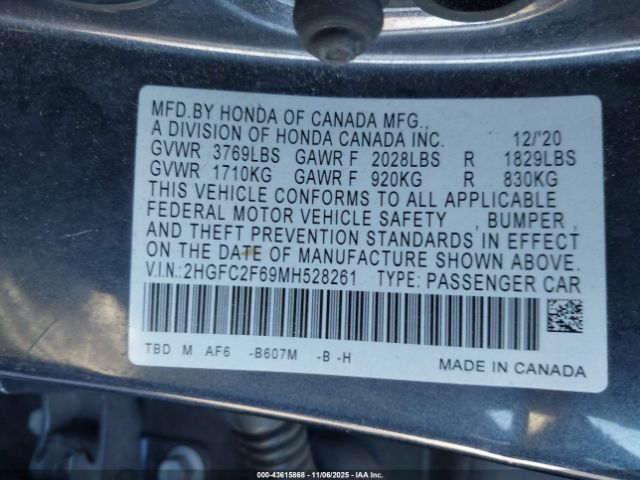 MFD.BY HONDA OF CANADA MFG.,
A DIVISION OF HONDA CANADA INC. 12/'20
GVWR 3769LBS GAWR F 2028LBS R 1829LBS
GVWR 1710KG GAWR F 920KG R 830KG
THIS VEHICLE CONFORMS TO ALL APPLICABLE
FEDERAL MOTOR VEHICLE SAFETY , BUMPER ,
AND THEFT PREVENTION STANDARDS IN EFFECT
ON THE DATE OF MANUFACTURE SHOWN ABOVE.
V.I.N.:2HGFC2F69MH528261 TYPE: PASSENGER CAR
TBD M AF6 -B607M -B -H
MADE IN CANADA
000-43615868 - 11/06/2025 - IAA Inc.